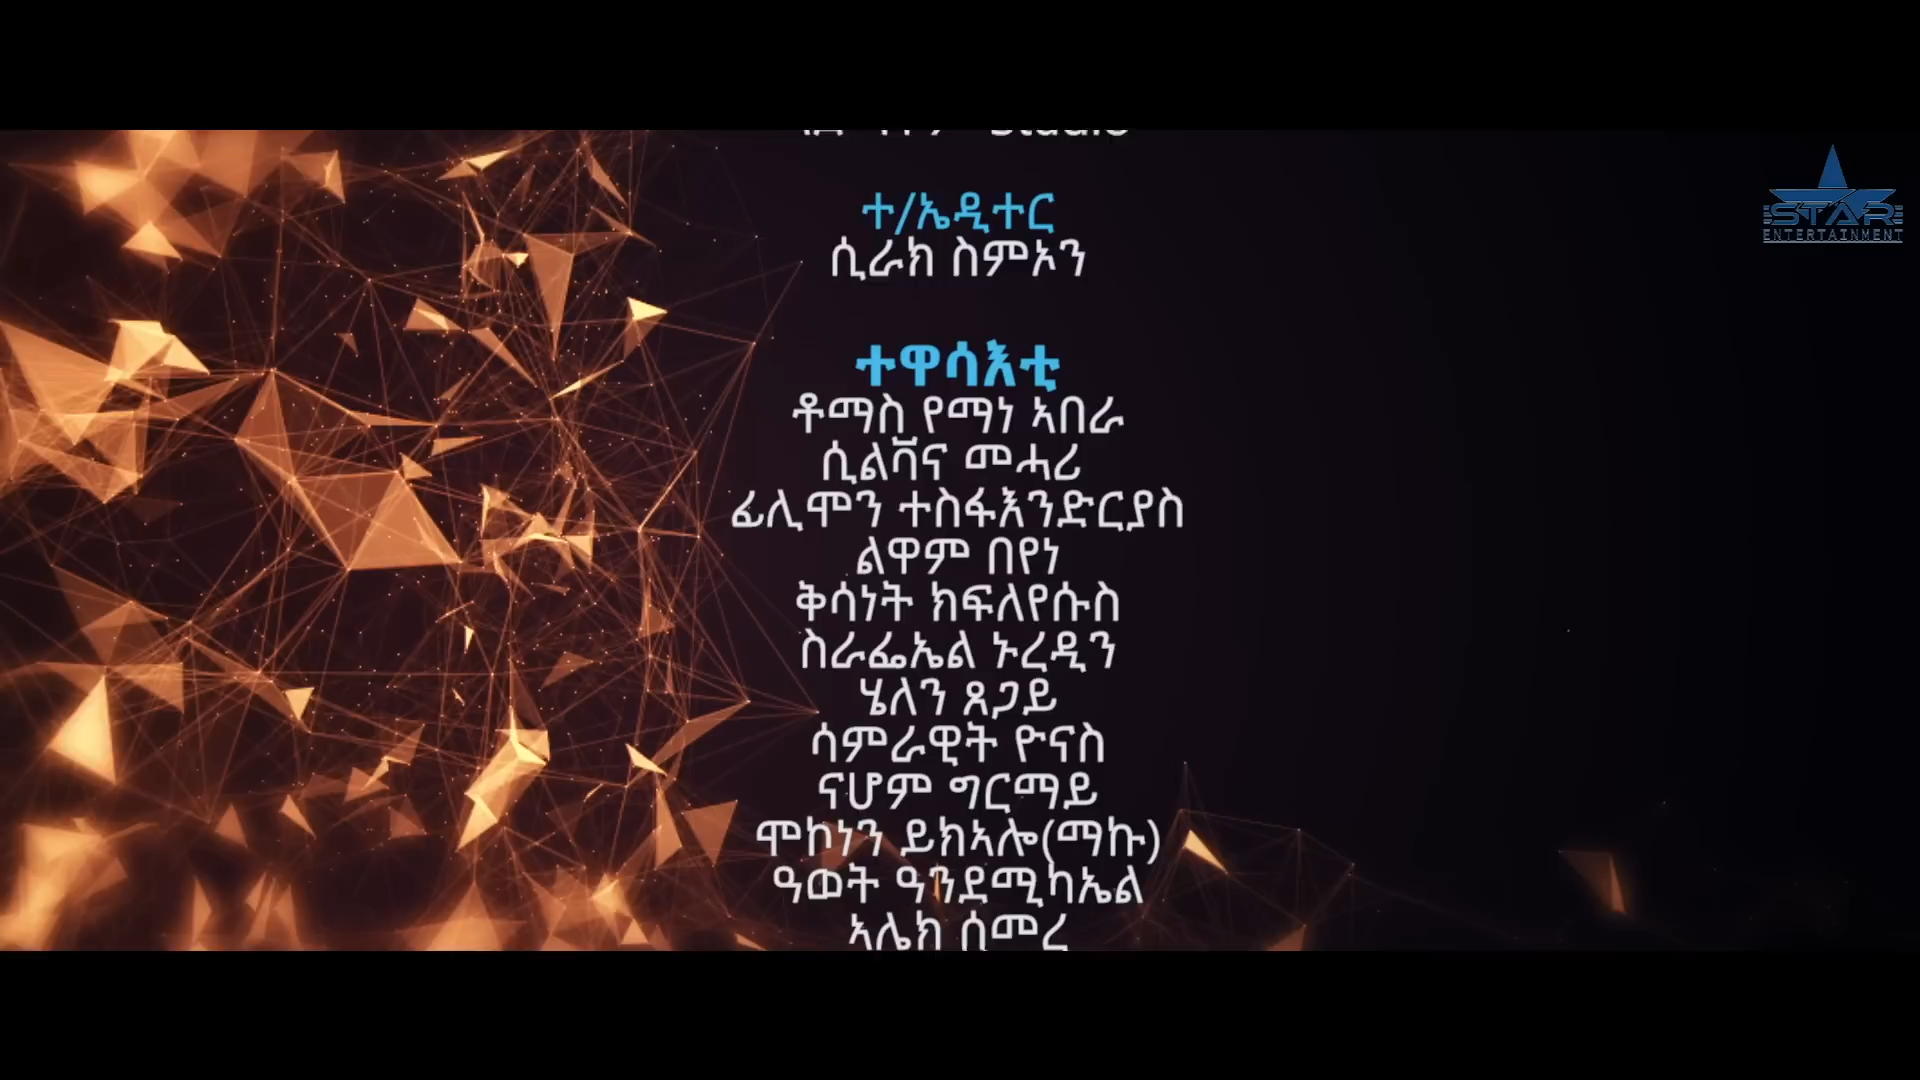 Studio
ተ/ኤዲተር
ሲራክ ስምኦን
ተዋሳእቲ
ቶማስ የማነ ኣበራ
ሲልቫና መሓሪ
ፊሊሞን ተስፋእንድርያስ
ልዋም በየነ
ቅሳነት ክፍለየሱስ
ስራፌኤል ኑረዲን
ሄለን ጸጋይ
ሳምራዊት ዮናስ
ናሆም ግርማይ
ሞኮነን ይክኣሎ(ማኩ)
ዓወት ዓንደሚካኤል
ኣሌክ ሰመረ
STAR
ENTERTAINMENT